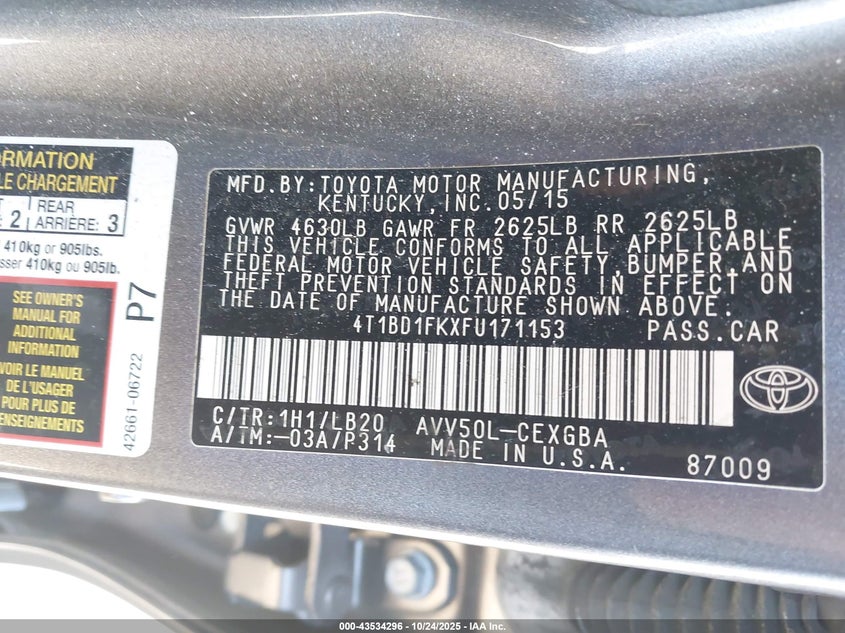 ORMATION
LE CHARGEMENT
2
REAR
ARRIÈRE: 3
410kg or 905lbs.
sser 410kg ou 905lb.
SEE OWNER'S
MANUAL FOR
ADDITIONAL
INFORMATION
VOIR LE MANUEL
DE L'USAGER
POUR PLUS DE
ENSEIGNEMENTS
P7
42661-06722
MFD.BY:TOYOTA MOTOR MANUFACTURING,
KENTUCKY,INC.05/15
GVWR 4630LB GAWR FR 2625LB RR 2625LB
THIS VEHICLE CONFORMS TO ALL APPLICABLE
FEDERAL MOTOR VEHICLE SAFETY,BUMPER,AND
THEFT PREVENTION STANDARDS IN EFFECT ON
THE DATE OF MANUFACTURE SHOWN ABOVE:
4T1BD1FKXFU171153 PASS.CAR
C/TR:1H1/LB20 AVV50L-CEXGBA
A/TM:-03A/P314 MADE IN U.S.A. 87009
000-43534296 - 10/24/2025 - IAA Inc.